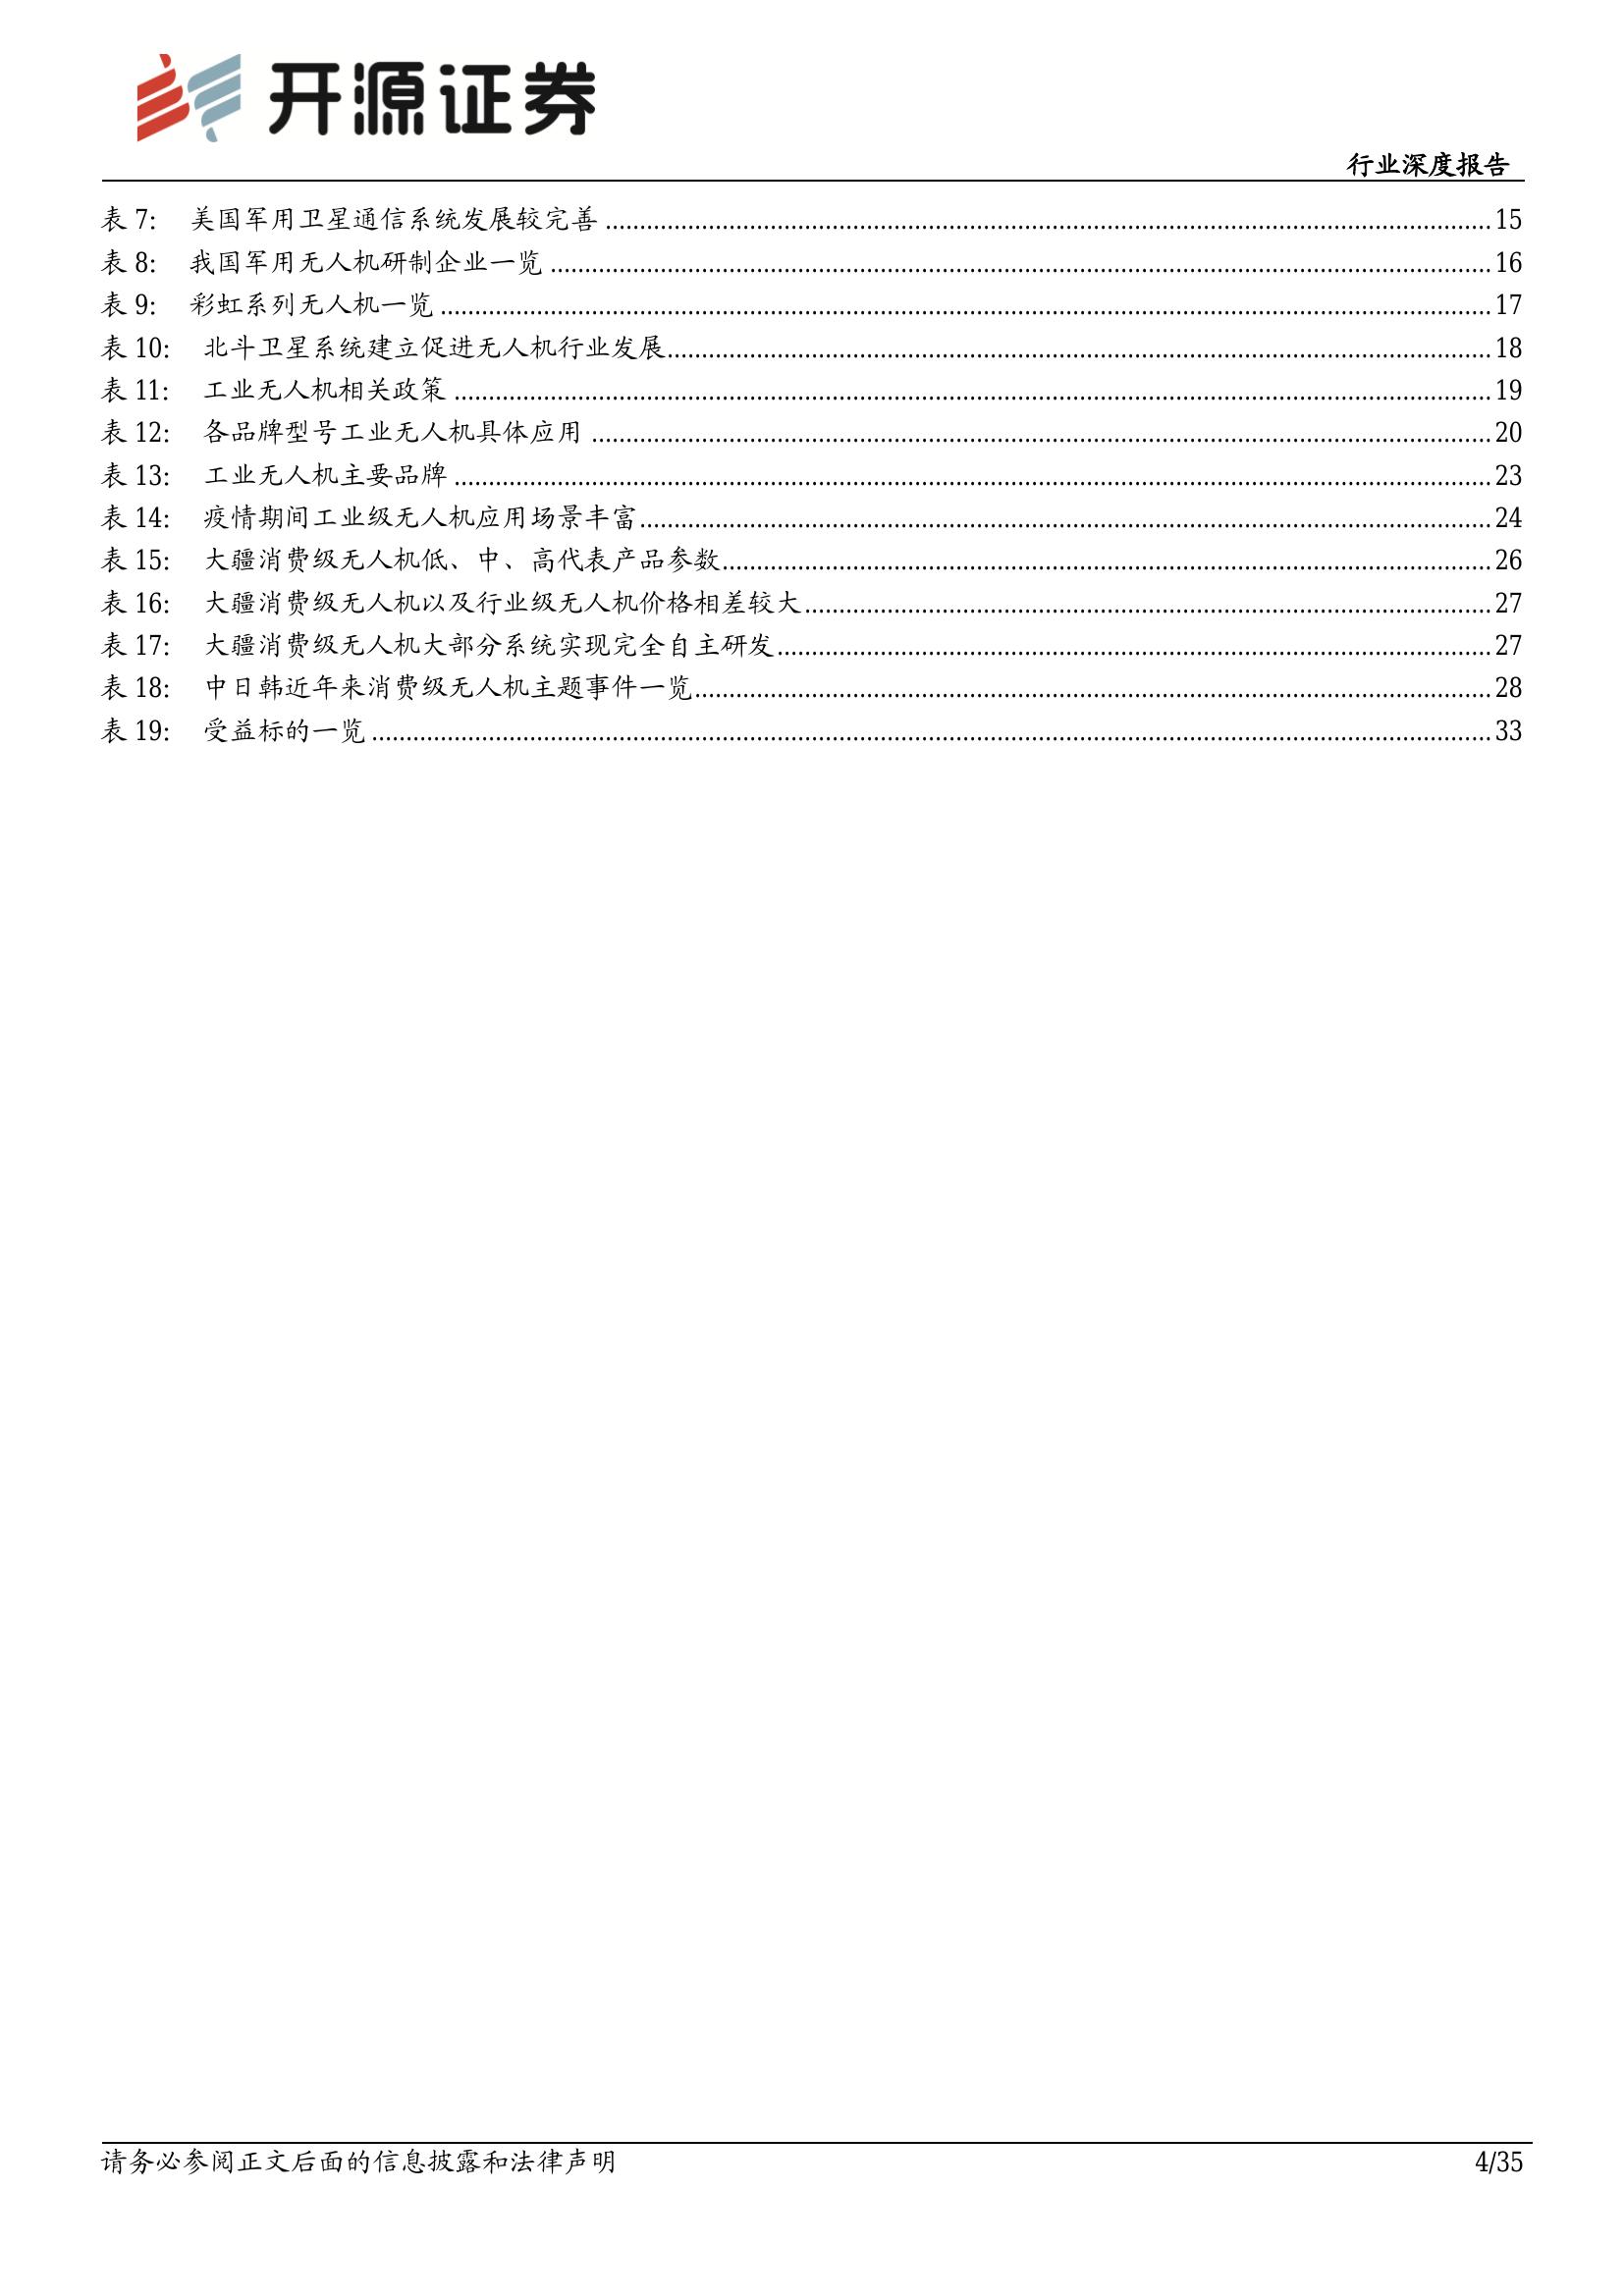 开源证券
行业深度报告
表 7: 美国军用卫星通信系统发展较完善 ........ 15
表 8: 我国军用无人机研制企业一览 ........ 16
表 9: 彩虹系列无人机一览 ........ 17
表 10: 北斗卫星系统建立促进无人机行业发展 ........ 18
表 11: 工业无人机相关政策 ........ 19
表 12: 各品牌型号工业无人机具体应用 ........ 20
表 13: 工业无人机主要品牌 ........ 23
表 14: 疫情期间工业级无人机应用场景丰富 ........ 24
表 15: 大疆消费级无人机低、中、高代表产品参数 ........ 26
表 16: 大疆消费级无人机以及行业级无人机价格相差较大 ........ 27
表 17: 大疆消费级无人机大部分系统实现完全自主研发 ........ 27
表 18: 中日韩近年来消费级无人机主题事件一览 ........ 28
表 19: 受益标的一览 ........ 33
请务必参阅正文后面的信息披露和法律声明 4/35